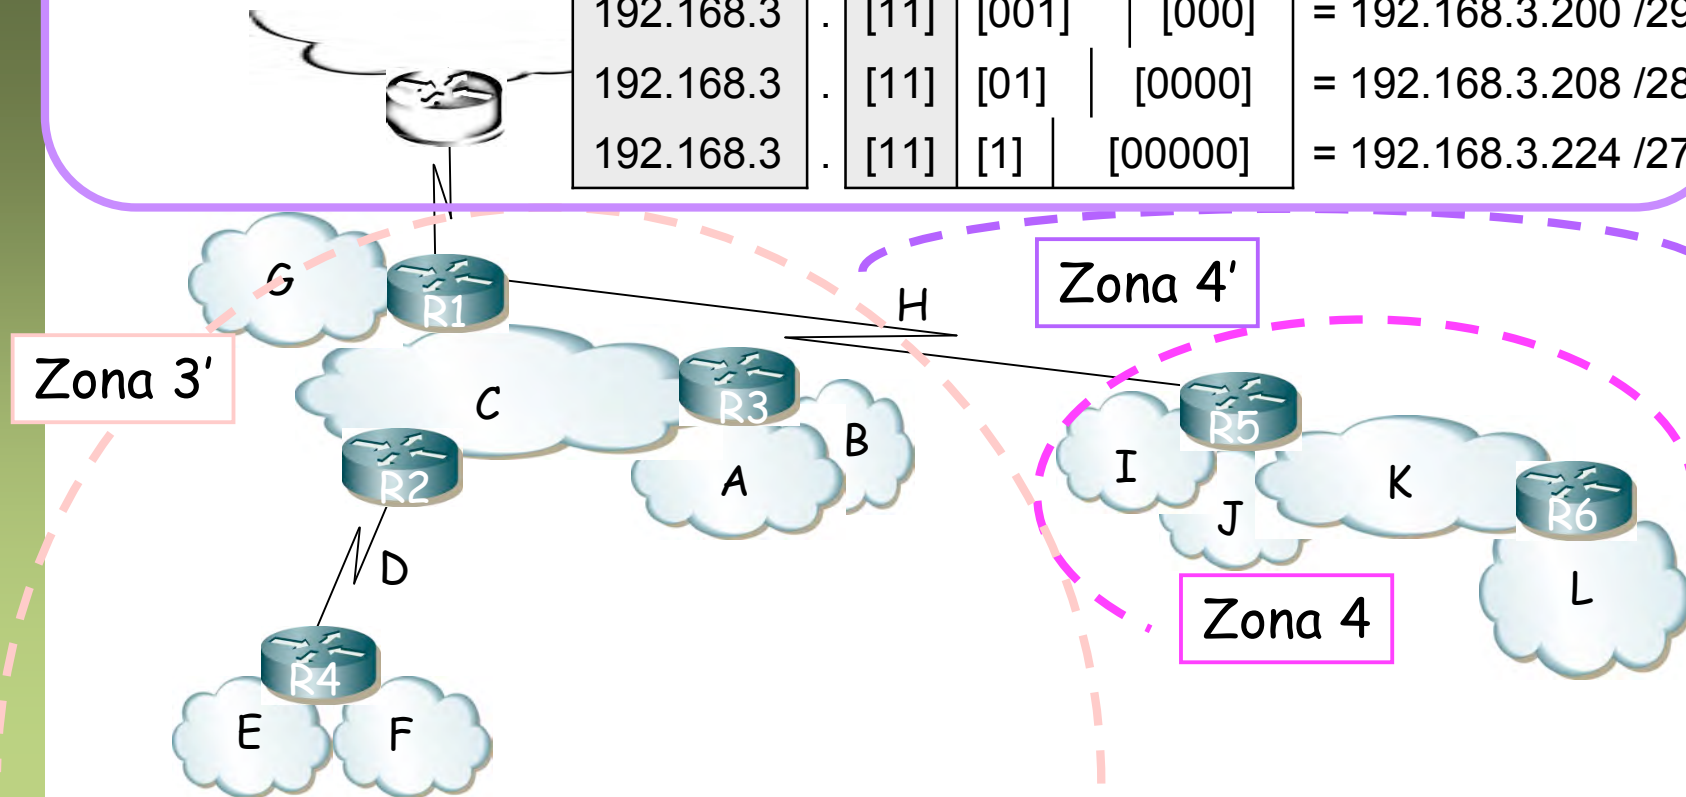 192.168.3 . [11] [001] [000] = 192.168.3.200 /29
192.168.3 . [11] [01] [0000] = 192.168.3.208 /28
192.168.3 . [11] [1] [00000] = 192.168.3.224 /27
Zona 4'
G
R1
H
Zona 3'
C
R3
B
R5
I
R2
A
K
J
R6
D
L
Zona 4
R4
E
F